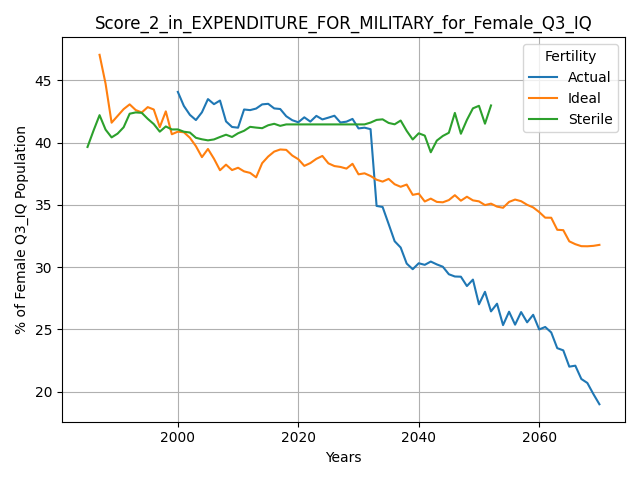 Score_2_in_EXPENDITURE_FOR_MILITARY_for_Female_Q3_IQ
Fertility
Actual
Ideal
Sterile
% of Female Q3_IQ Population
45
40
35
30
25
20
2000
2020
2040
2060
Years